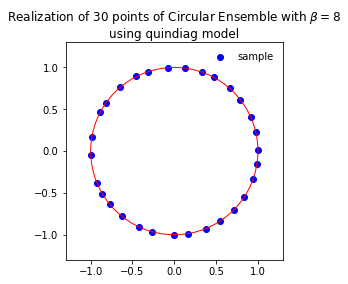 Realization of 30 points of Circular Ensemble with β = 8
using quindiag model
sample
1.0
0.5
0.0
−0.5
−1.0
−1.0 −0.5 0.0 0.5 1.0